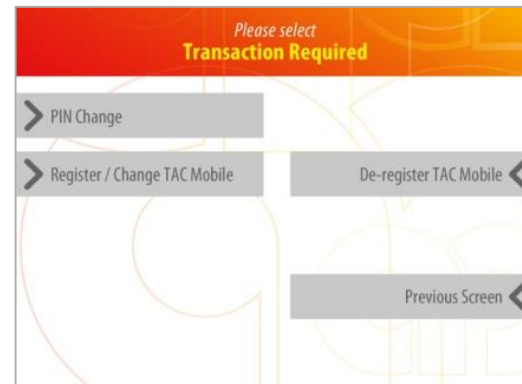 Please select
Transaction Required
PIN Change
Register / Change TAC Mobile
De-register TAC Mobile
Previous Screen